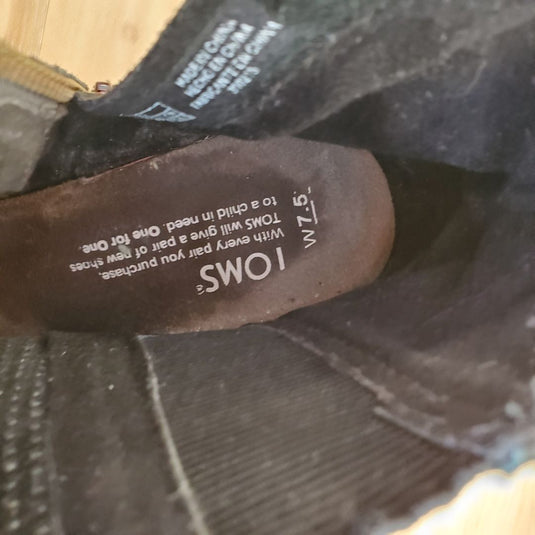 MADE IN CHINA
TOMS®
With every pair you purchase,
TOMS will give a pair of new shoes
to a child in need. One for One.
W 7.5